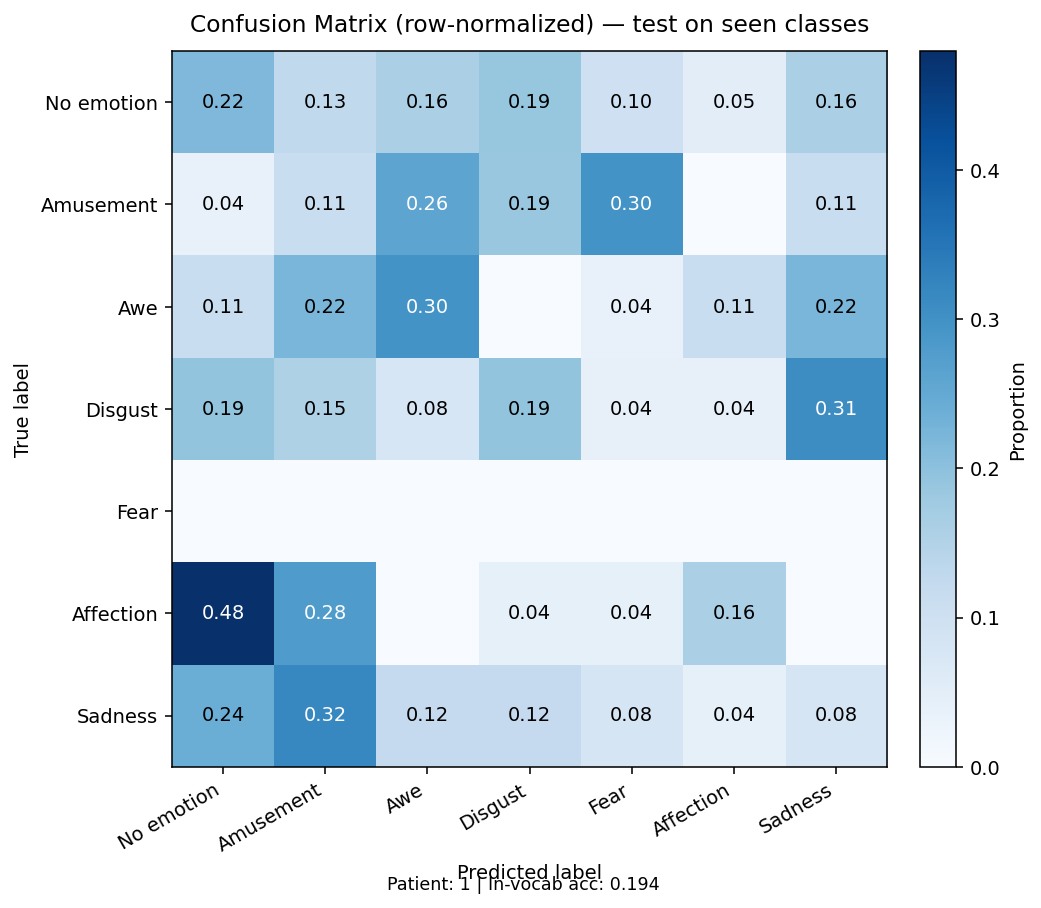 Confusion Matrix (row-normalized) — test on seen classes
No emotion 0.22 0.13 0.16 0.19 0.10 0.05 0.16
Amusement 0.04 0.11 0.26 0.19 0.30 0.11
Awe 0.11 0.22 0.30 0.04 0.11 0.22
Disgust 0.19 0.15 0.08 0.19 0.04 0.04 0.31
Fear
Affection 0.48 0.28 0.04 0.04 0.16
Sadness 0.24 0.32 0.12 0.12 0.08 0.04 0.08
True label
No emotion Amusement Awe Disgust Fear Affection Sadness
Predicted label
Patient: 1 | In-vocab acc: 0.194
0.4
0.3
0.2
0.1
0.0
Proportion